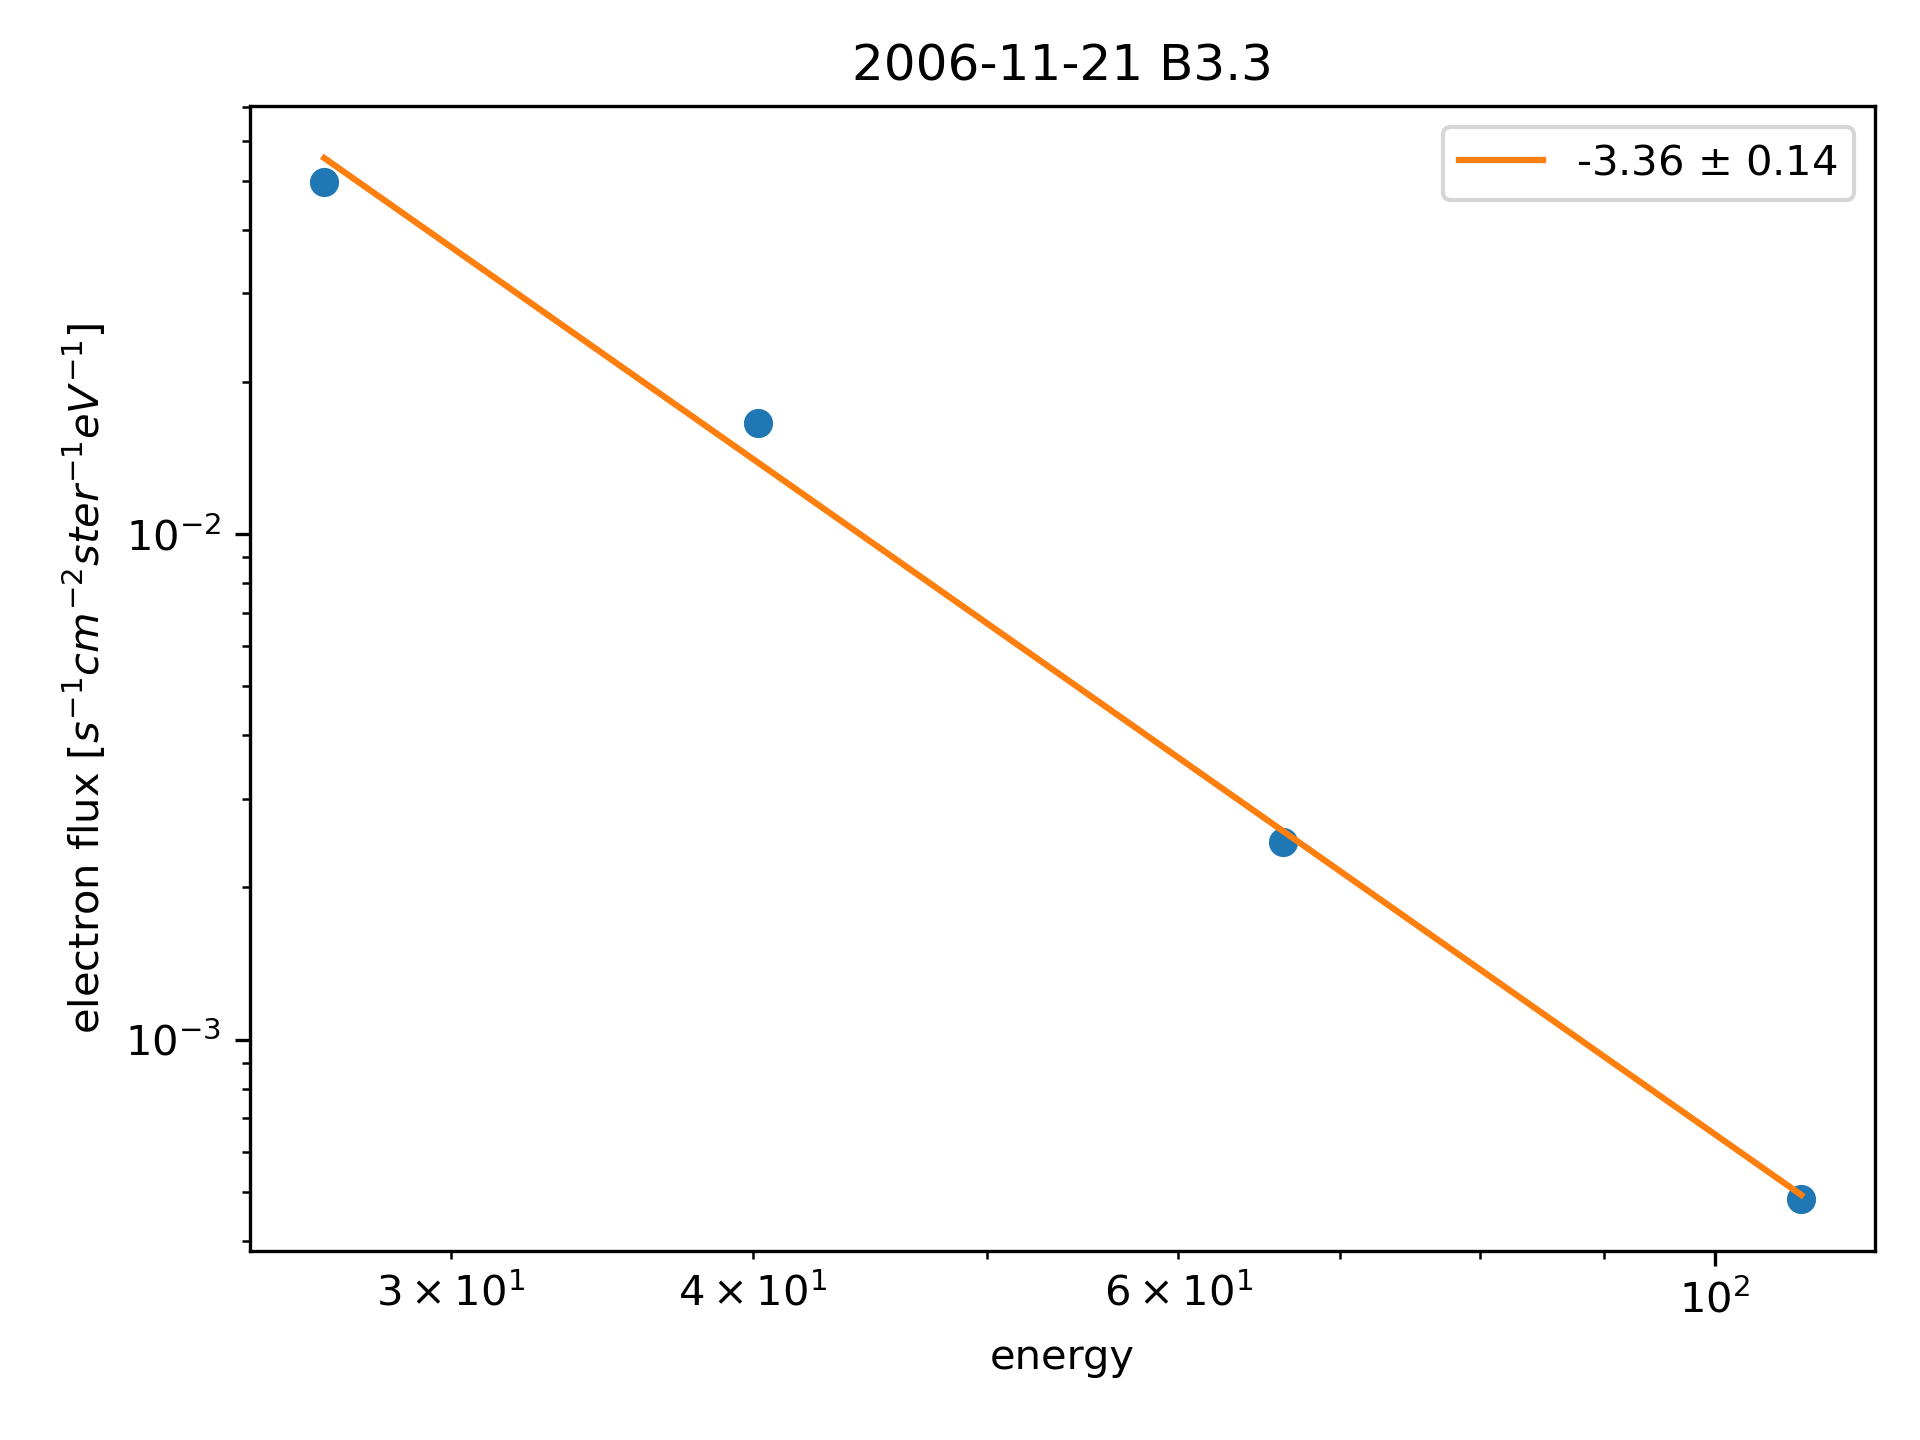 2006-11-21 B3.3
-3.36 ± 0.14
electron flux [s⁻¹cm⁻²ster⁻¹eV⁻¹]
10⁻²
10⁻³
3 × 10¹ 4 × 10¹ 6 × 10¹ 10²
energy